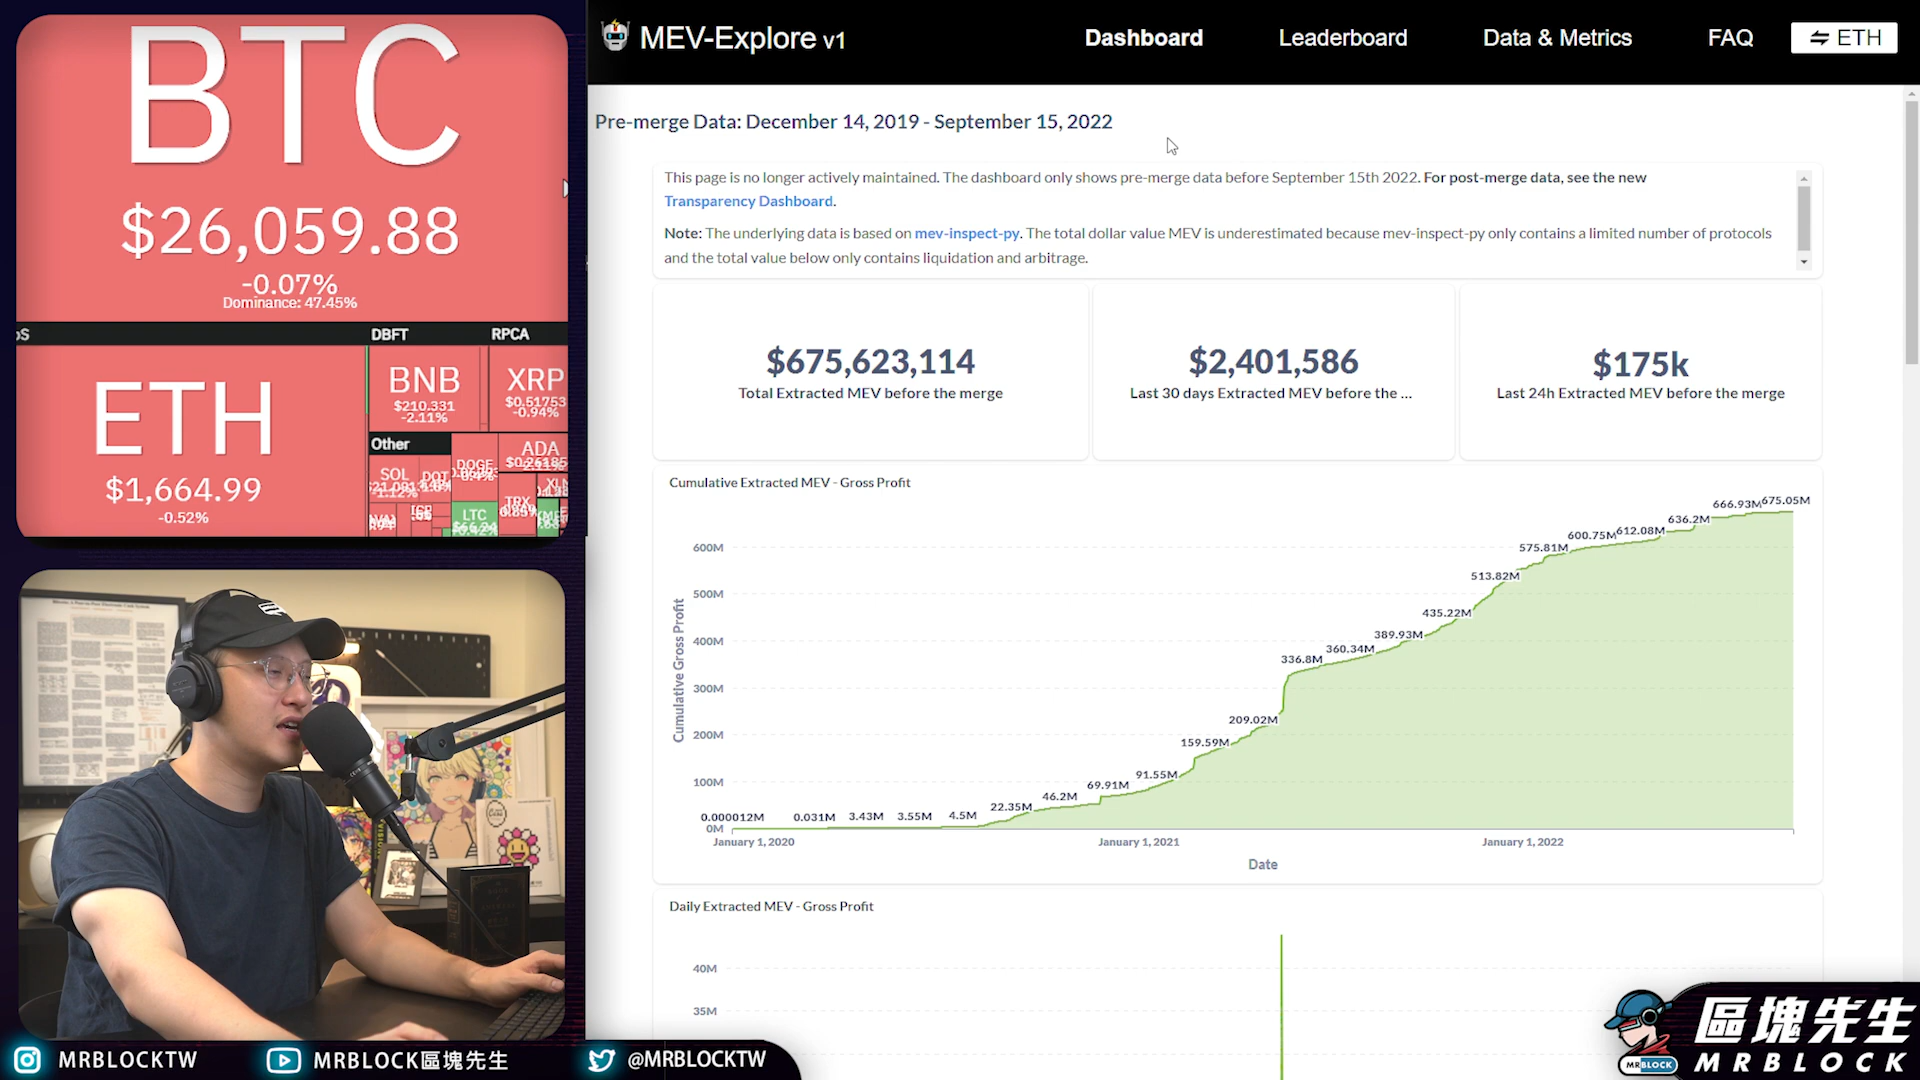 BTC
$26,059.88
-0.07%
Dominance: 47.45%
DBFT
RPCA
ETH
$1,664.99
-0.52%
BNB
$210.331
-2.11%
XRP
$0.51753
-0.94%
Other
SOL
-1.12%
DOT
DOGE
ADA
TRX
LTC
MEV-Explore v1
Dashboard
Leaderboard
Data & Metrics
FAQ
ETH
Pre-merge Data: December 14, 2019 - September 15, 2022
This page is no longer actively maintained. The dashboard only shows pre-merge data before September 15th 2022. For post-merge data, see the new
Transparency Dashboard.
Note: The underlying data is based on mev-inspect-py. The total dollar value MEV is underestimated because mev-inspect-py only contains a limited number of protocols
and the total value below only contains liquidation and arbitrage.
$675,623,114
Total Extracted MEV before the merge
$2,401,586
Last 30 days Extracted MEV before the ...
$175k
Last 24h Extracted MEV before the merge
Cumulative Extracted MEV - Gross Profit
Cumulative Gross Profit
600M
500M
400M
300M
200M
100M
0M
0.000012M
0.031M
3.43M
3.55M
4.5M
22.35M
46.2M
69.91M
91.55M
159.59M
209.02M
336.8M
360.34M
389.93M
435.22M
513.82M
575.81M
600.75M
612.08M
636.2M
666.93M
675.05M
January 1, 2020
January 1, 2021
January 1, 2022
Date
Daily Extracted MEV - Gross Profit
40M
35M
MRBLOCKTW
MRBLOCK區塊先生
@MRBLOCKTW
MRBLOCK
區塊先生
MRBLOCK